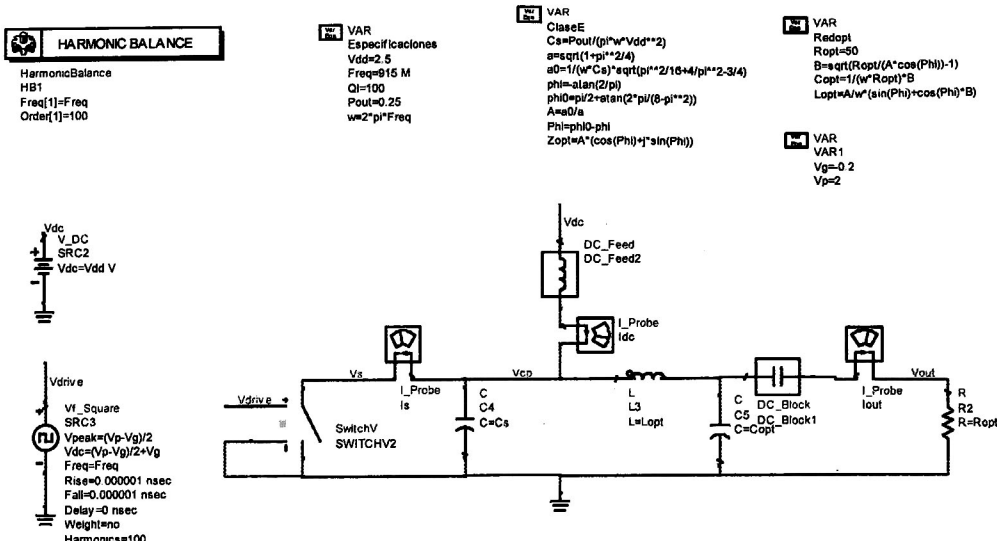 HARMONIC BALANCE
HarmonicBalance
HB1
Freq[1]=Freq
Order[1]=100
Var Eqn VAR
Especificaciones
Vdd=2.5
Freq=915 M
Ql=100
Pout=0.25
w=2*pi*Freq
Var Eqn VAR
ClaseE
Cs=Pout/(pi*w*Vdd**2)
a=sqrt(1+pi**2/4)
a0=1/(w*Cs)*sqrt(pi**2/16+4/pi**2-3/4)
phi=-atan(2/pi)
phi0=pi/2+atan(2*pi/(8-pi**2))
A=a0/a
Phi=phi0-phi
Zopt=A*(cos(Phi)+j*sin(Phi))
Var Eqn VAR
Redopt
Ropt=50
B=sqrt(Ropt/(A*cos(Phi))-1)
Copt=1/(w*Ropt)*B
Lopt=A/w*(sin(Phi)+cos(Phi)*B)
Var Eqn VAR
VAR1
Vg=-0.2
Vp=2
Vdc
V_DC
SRC2
Vdc=Vdd V
Vdrive
Vf_Square
SRC3
Vpeak=(Vp-Vg)/2
Vdc=(Vp-Vg)/2+Vg
Freq=Freq
Rise=0.000001 nsec
Fall=0.000001 nsec
Delay=0 nsec
Weight=no
Harmonics=100
Vdrive
SwitchV
SWITCHV2
Vs
I_Probe
Is
C
C4
C=Cs
Vcp
Vdc
DC_Feed
DC_Feed2
I_Probe
Idc
L
L3
L=Lopt
C
C5
C=Copt
DC_Block
DC_Block1
I_Probe
Iout
Vout
R
R2
R=Ropt